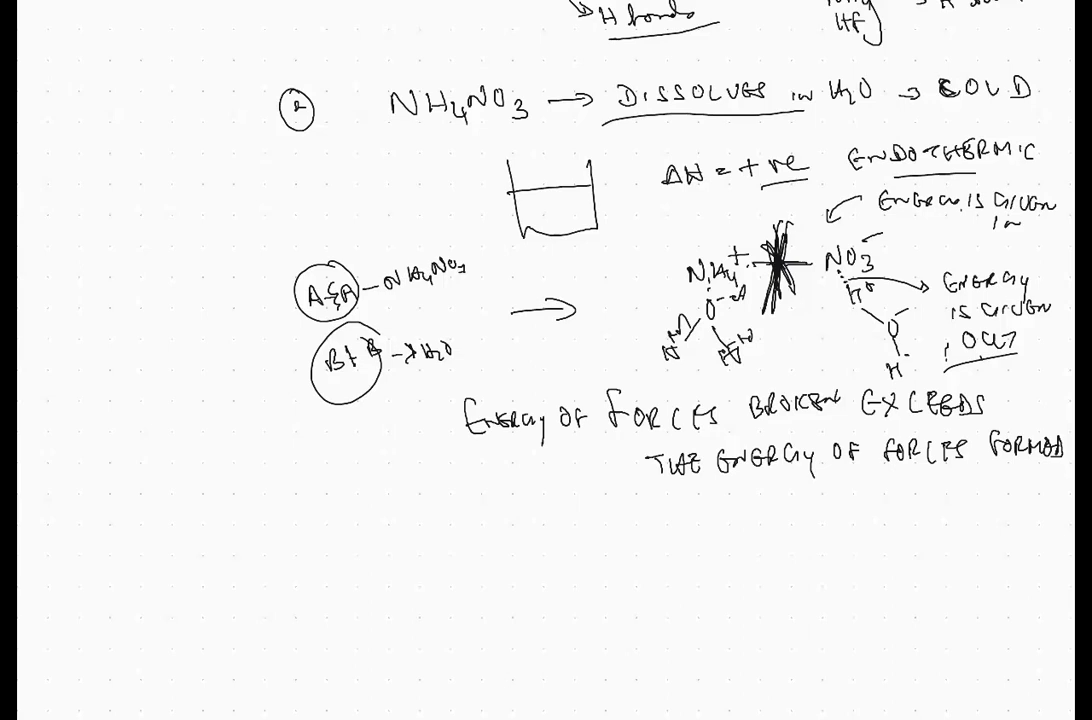 H bonds
② NH4NO3 → DISSOLVES in H2O → COLD
ΔH = +ve ENDOTHERMIC
ENERGY IS GIVEN
In
A-A — NH4NO3
NH4+ NO3-
ENERGY
IS GIVEN
OUT
O
H
O
H
B+B → H2O
ENERGY OF FORCES BROKEN EXCEEDS
THE ENERGY OF FORCES FORMED